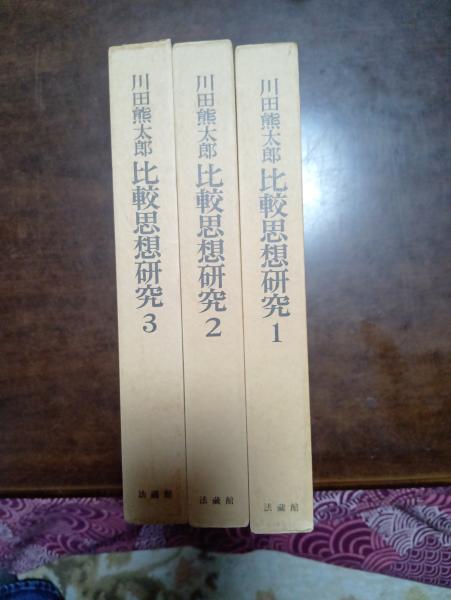 川田熊太郎 比較思想研究 1
法藏館
川田熊太郎 比較思想研究 2
法藏館
川田熊太郎 比較思想研究 3
法藏館